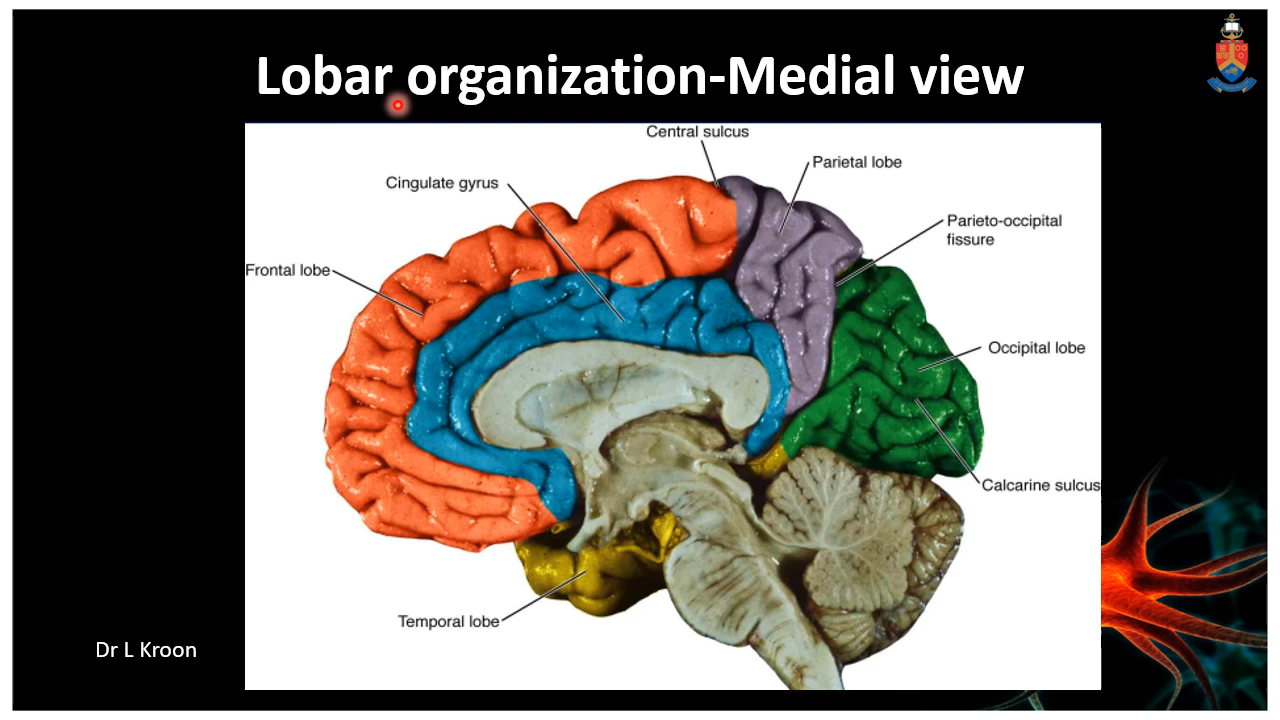 Lobar organization-Medial view
Central sulcus
Parietal lobe
Cingulate gyrus
Parieto-occipital
fissure
Frontal lobe
Occipital lobe
Calcarine sulcus
Temporal lobe
Dr L Kroon